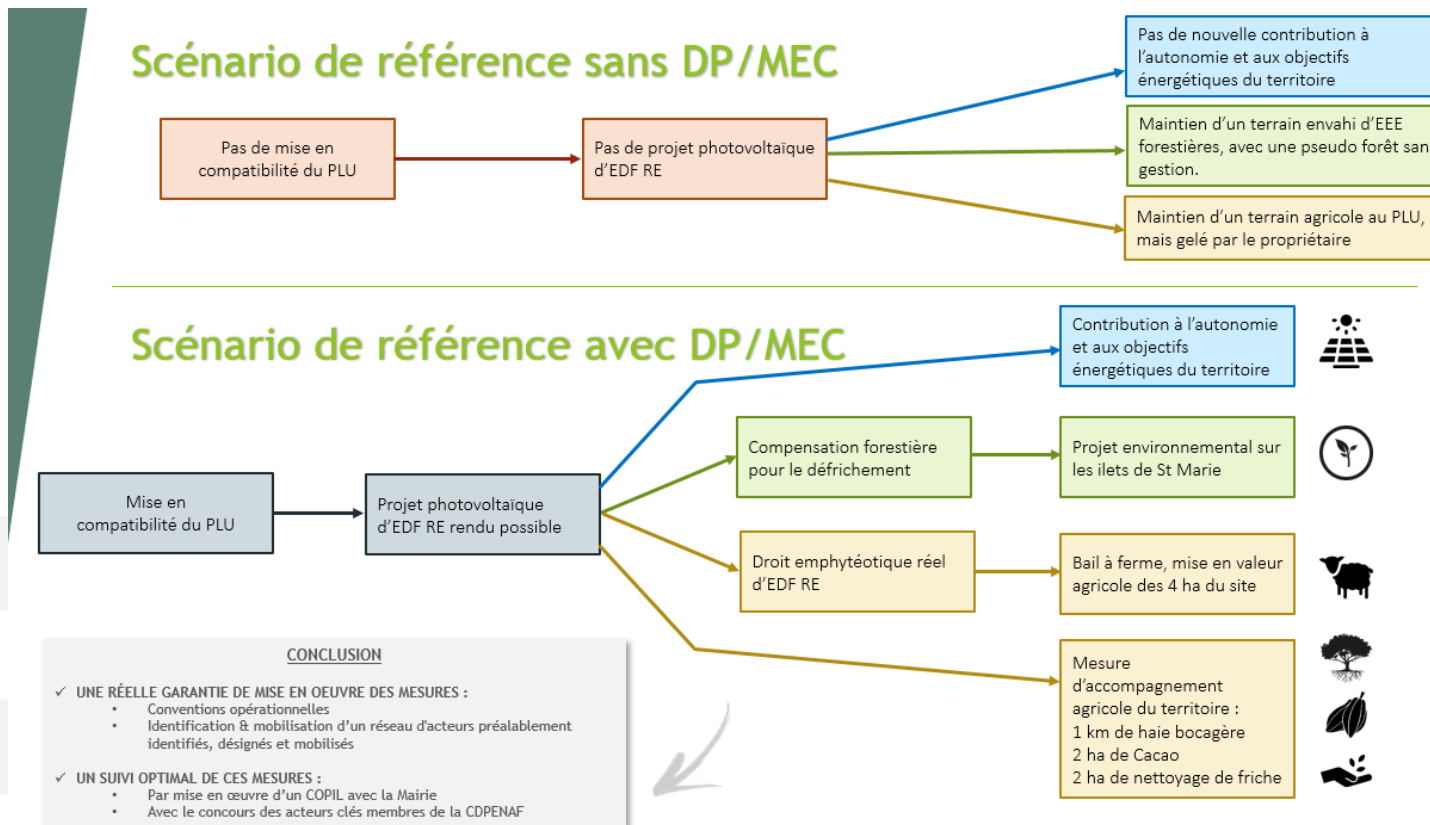 Scénario de référence sans DP/MEC
Pas de mise en
compatibilité du PLU
Pas de projet photovoltaïque
d'EDF RE
Pas de nouvelle contribution à
l'autonomie et aux objectifs
énergétiques du territoire
Maintien d'un terrain envahi d'EEE
forestières, avec une pseudo forêt san
gestion.
Maintien d'un terrain agricole au PLU,
mais gelé par le propriétaire
Scénario de référence avec DP/MEC
Mise en
compatibilité du PLU
Projet photovoltaïque
d'EDF RE rendu possible
Contribution à l'autonomie
et aux objectifs
énergétiques du territoire
Compensation forestière
pour le défrichement
Projet environnemental sur
les ilets de St Marie
Droit emphytéotique réel
d'EDF RE
Bail à ferme, mise en valeur
agricole des 4 ha du site
Mesure
d'accompagnement
agricole du territoire :
1 km de haie bocagère
2 ha de Cacao
2 ha de nettoyage de friche
CONCLUSION
✓ UNE RÉELLE GARANTIE DE MISE EN OEUVRE DES MESURES :
• Conventions opérationnelles
• Identification & mobilisation d'un réseau d'acteurs préalablement
identifiés, désignés et mobilisés
✓ UN SUIVI OPTIMAL DE CES MESURES :
• Par mise en œuvre d'un COPIL avec la Mairie
• Avec le concours des acteurs clés membres de la CDPENAF